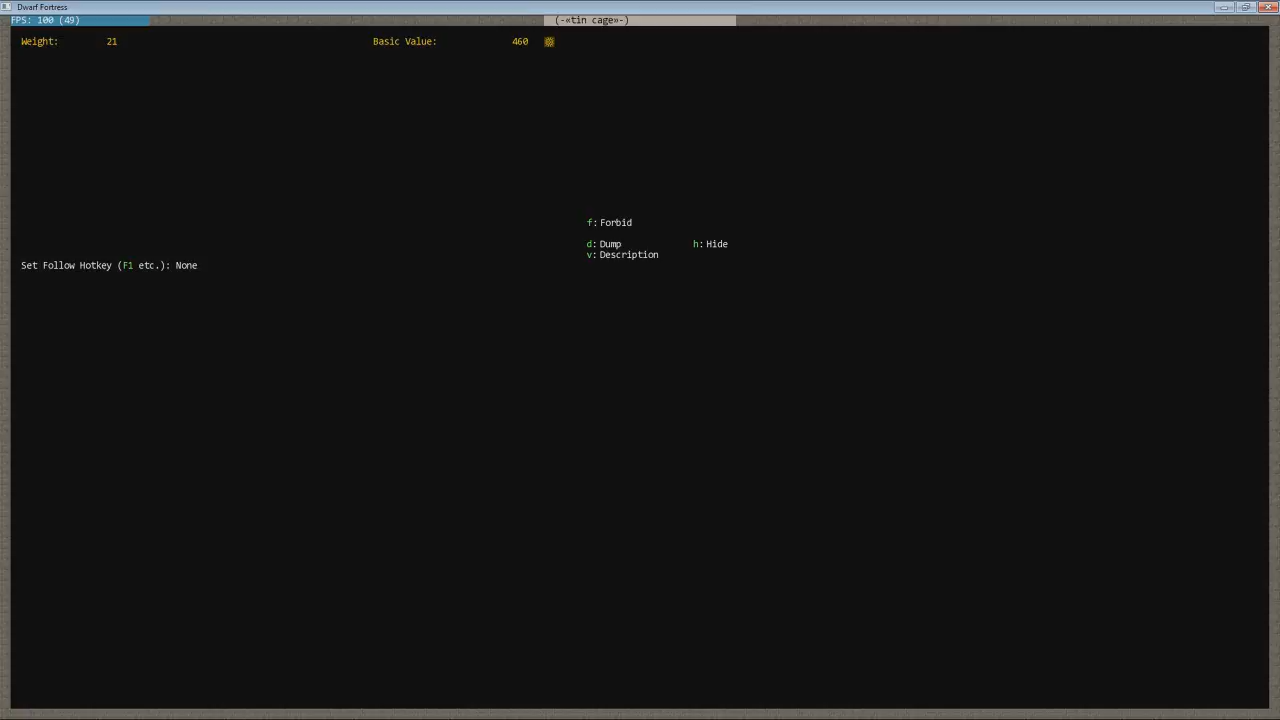 Dwarf Fortress
FPS: 100 (49) (-«tin cage»-)
Weight: 21 Basic Value: 460 ☼
f: Forbid
d: Dump h: Hide
v: Description
Set Follow Hotkey (F1 etc.): None